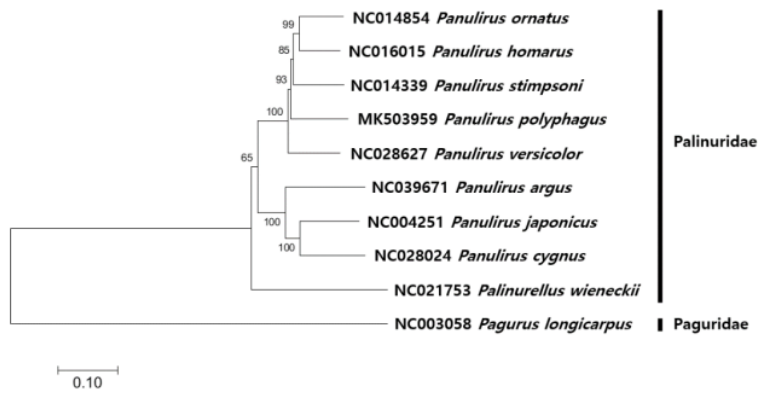 99
NC014854 Panulirus ornatus
85
NC016015 Panulirus homarus
93
NC014339 Panulirus stimpsoni
100
MK503959 Panulirus polyphagus
NC028627 Panulirus versicolor
Palinuridae
65
NC039671 Panulirus argus
100
NC004251 Panulirus japonicus
100
NC028024 Panulirus cygnus
NC021753 Palinurellus wieneckii
NC003058 Pagurus longicarpus
Paguridae
0.10